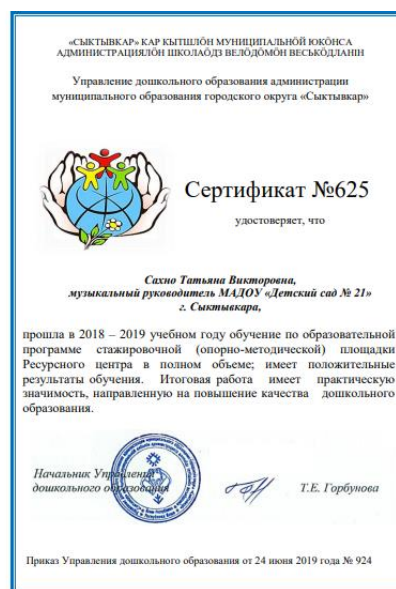 «СЫКТЫВКАР» КАР КЫТШЛӦН МУНИЦИПАЛЬНӦЙ ЮКӦНСА
АДМИНИСТРАЦИЯЛӦН ШКОЛАӦДЗ ВЕЛӦДӦМӦН ВЕСЬКӦДЛАНІН
Управление дошкольного образования администрации
муниципального образования городского округа «Сыктывкар»
Сертификат №625
удостоверяет, что
Сахно Татьяна Викторовна,
музыкальный руководитель МАДОУ «Детский сад № 21»
г. Сыктывкара,
прошла в 2018 – 2019 учебном году обучение по образовательной
программе стажировочной (опорно-методической) площадки
Ресурсного центра в полном объеме; имеет положительные
результаты обучения. Итоговая работа имеет практическую
значимость, направленную на повышение качества дошкольного
образования.
Начальник Управления
дошкольного образования
Т.Е. Горбунова
Приказ Управления дошкольного образования от 24 июня 2019 года № 924